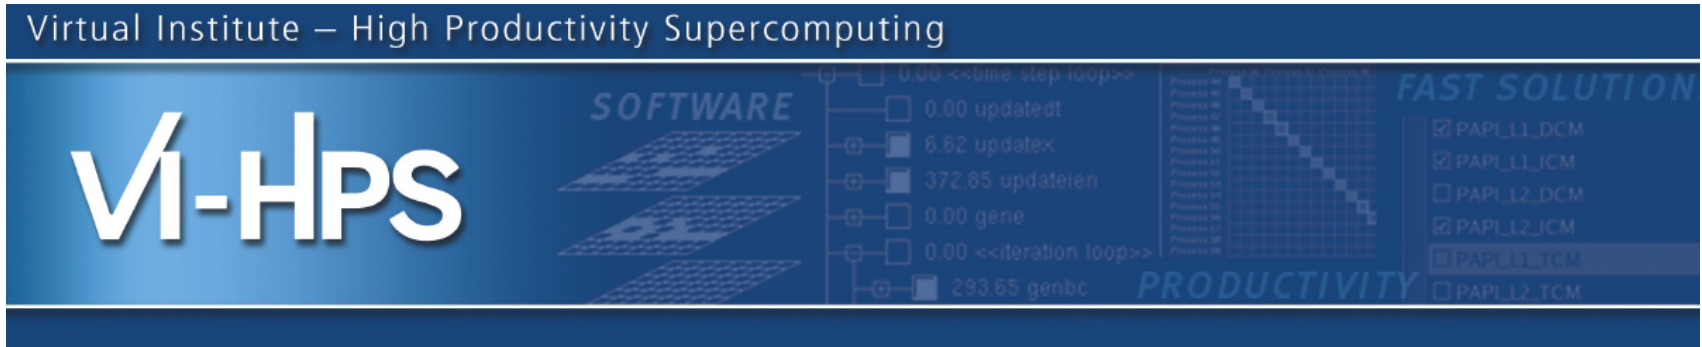 Virtual Institute – High Productivity Supercomputing
VI-HPS
SOFTWARE
0.00 <<time step loop>>
0.00 updatedt
6.62 updatex
372.85 updateien
0.00 gene
0.00 <<iteration loop>>
293.65 genbc
PRODUCTIVITY
FAST SOLUTION
PAPI_L1_DCM
PAPI_L1_ICM
PAPI_L2_DCM
PAPI_L2_ICM
PAPI_L1_TCM
PAPI_L2_TCM